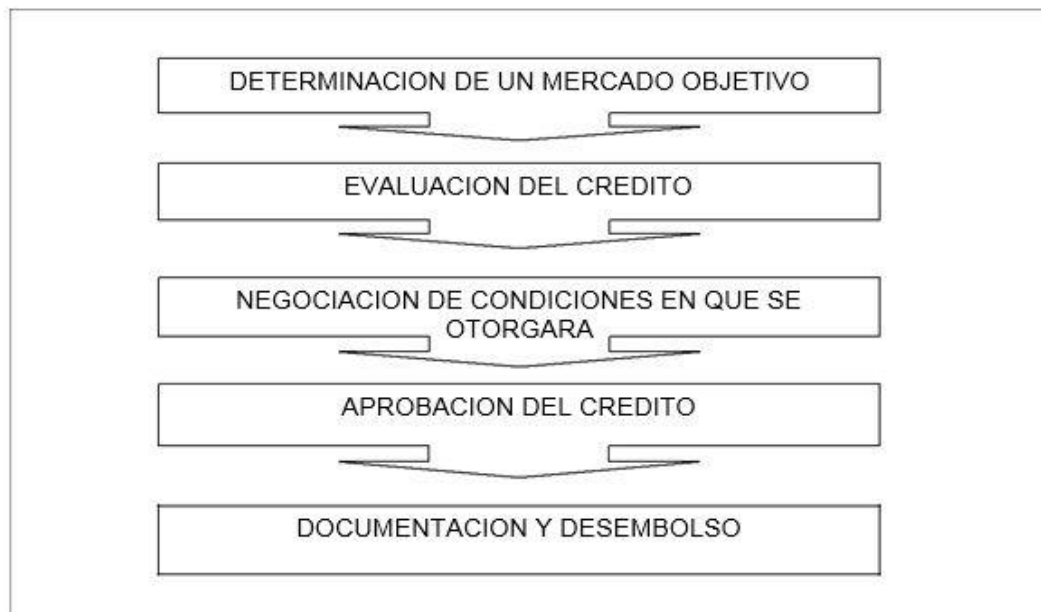 DETERMINACION DE UN MERCADO OBJETIVO
EVALUACION DEL CREDITO
NEGOCIACION DE CONDICIONES EN QUE SE
OTORGARA
APROBACION DEL CREDITO
DOCUMENTACION Y DESEMBOLSO